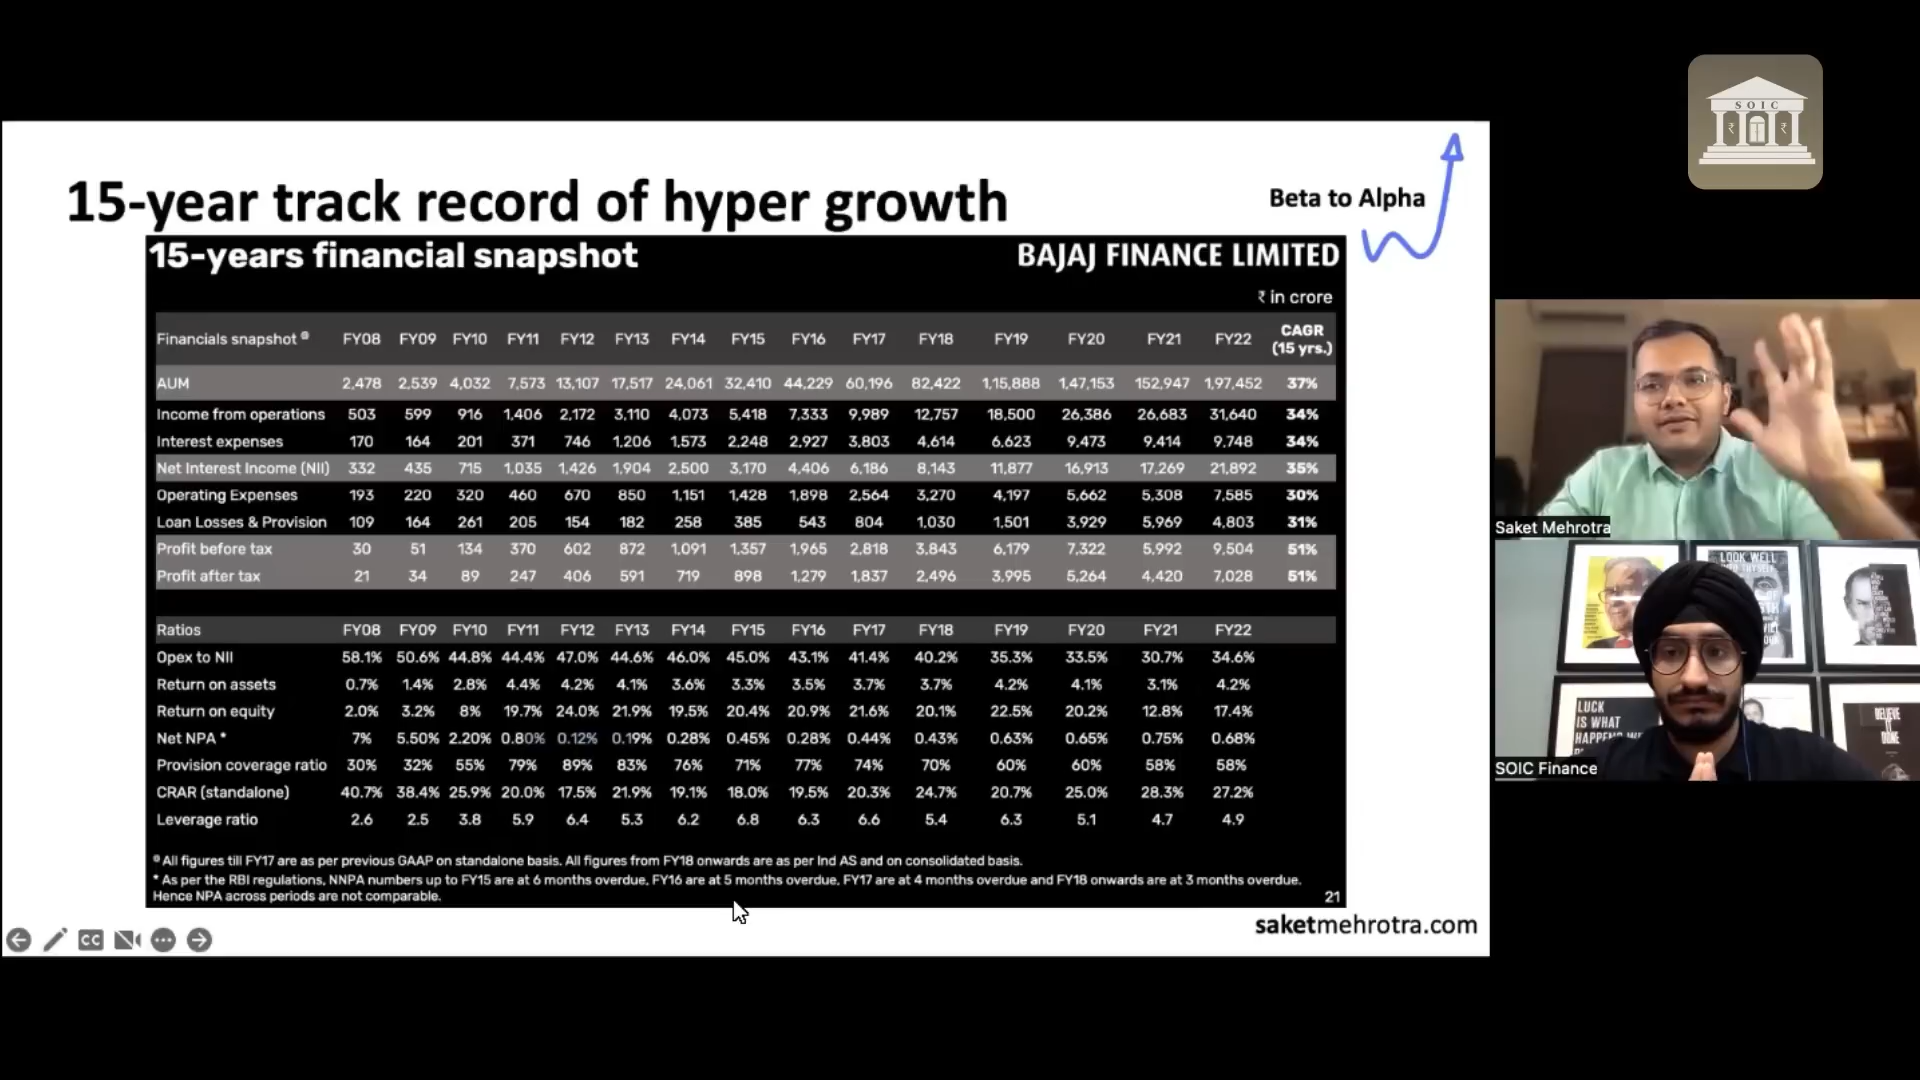 SOIC
15-year track record of hyper growth
Beta to Alpha
15-years financial snapshot BAJAJ FINANCE LIMITED
₹ in crore
Financials snapshot @ FY08 FY09 FY10 FY11 FY12 FY13 FY14 FY15 FY16 FY17 FY18 FY19 FY20 FY21 FY22 CAGR (15 yrs.)
AUM 2,478 2,539 4,032 7,573 13,107 17,517 24,061 32,410 44,229 60,196 82,422 1,15,888 1,47,153 152,947 1,97,452 37%
Income from operations 503 599 916 1,406 2,172 3,110 4,073 5,418 7,333 9,989 12,757 18,500 26,386 26,683 31,640 34%
Interest expenses 170 164 201 371 746 1,206 1,573 2,248 2,927 3,803 4,614 6,623 9,473 9,414 9,748 34%
Net Interest Income (NII) 332 435 715 1,035 1,426 1,904 2,500 3,170 4,406 6,186 8,143 11,877 16,913 17,269 21,892 35%
Operating Expenses 193 220 320 460 670 850 1,151 1,428 1,898 2,564 3,270 4,197 5,662 5,308 7,585 30%
Loan Losses & Provision 109 164 261 205 154 182 258 385 543 804 1,030 1,501 3,929 5,969 4,803 31%
Profit before tax 30 51 134 370 602 872 1,091 1,357 1,965 2,818 3,843 6,179 7,322 5,992 9,504 51%
Profit after tax 21 34 89 247 406 591 719 898 1,279 1,837 2,496 3,995 5,264 4,420 7,028 51%
Ratios FY08 FY09 FY10 FY11 FY12 FY13 FY14 FY15 FY16 FY17 FY18 FY19 FY20 FY21 FY22
Opex to NII 58.1% 50.6% 44.8% 44.4% 47.0% 44.6% 46.0% 45.0% 43.1% 41.4% 40.2% 35.3% 33.5% 30.7% 34.6%
Return on assets 0.7% 1.4% 2.8% 4.4% 4.2% 4.1% 3.6% 3.3% 3.5% 3.7% 3.7% 4.2% 4.1% 3.1% 4.2%
Return on equity 2.0% 3.2% 8% 19.7% 24.0% 21.9% 19.5% 20.4% 20.9% 21.6% 20.1% 22.5% 20.2% 12.8% 17.4%
Net NPA * 7% 5.50% 2.20% 0.80% 0.12% 0.19% 0.28% 0.45% 0.28% 0.44% 0.43% 0.63% 0.65% 0.75% 0.68%
Provision coverage ratio 30% 32% 55% 79% 89% 83% 76% 71% 77% 74% 70% 60% 60% 58% 58%
CRAR (standalone) 40.7% 38.4% 25.9% 20.0% 17.5% 21.9% 19.1% 18.0% 19.5% 20.3% 24.7% 20.7% 25.0% 28.3% 27.2%
Leverage ratio 2.6 2.5 3.8 5.9 6.4 5.3 6.2 6.8 6.3 6.6 5.4 6.3 5.1 4.7 4.9
@ All figures till FY17 are as per previous GAAP on standalone basis. All figures from FY18 onwards are as per Ind AS and on consolidated basis.
* As per the RBI regulations, NNPA numbers up to FY15 are at 6 months overdue, FY16 are at 5 months overdue, FY17 are at 4 months overdue and FY18 onwards are at 3 months overdue.
Hence NPA across periods are not comparable.
21
saketmehrotra.com
CC
Saket Mehrotra
LOOK WELL
LUCK
IS WHAT
BELIEVE
IT
DONE
SOIC Finance